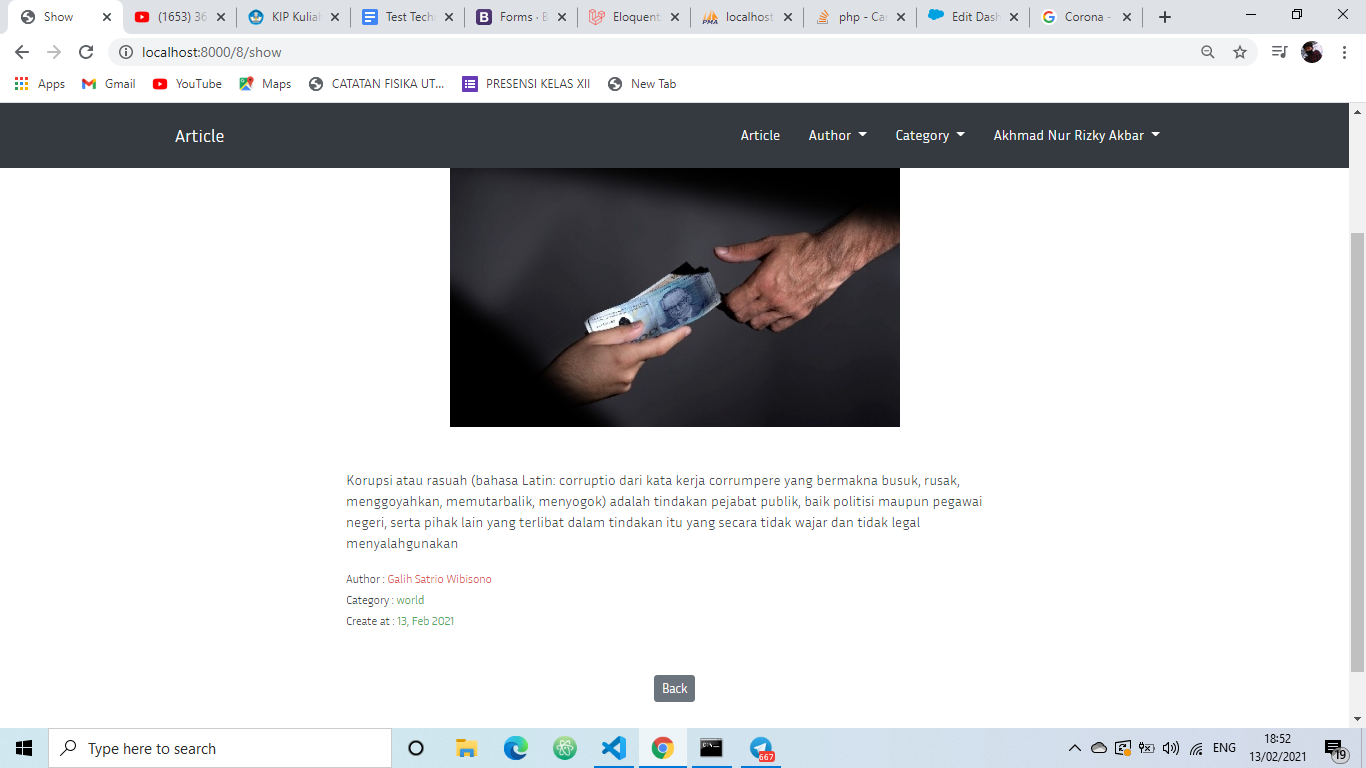 Show
(1653) 36
KIP Kuliah
Test Tech
Forms · B
Eloquent
localhost
php - Ca
Edit Dash
Corona -
localhost:8000/8/show
Apps
Gmail
YouTube
Maps
CATATAN FISIKA UT...
PRESENSI KELAS XII
New Tab
Article
Article
Author
Category
Akhmad Nur Rizky Akbar
Korupsi atau rasuah (bahasa Latin: corruptio dari kata kerja corrumpere yang bermakna busuk, rusak,
menggoyahkan, memutarbalik, menyogok) adalah tindakan pejabat publik, baik politisi maupun pegawai
negeri, serta pihak lain yang terlibat dalam tindakan itu yang secara tidak wajar dan tidak legal
menyalahgunakan
Author : Galih Satrio Wibisono
Category : world
Create at : 13, Feb 2021
Back
Type here to search
667
ENG
18:52
13/02/2021
19